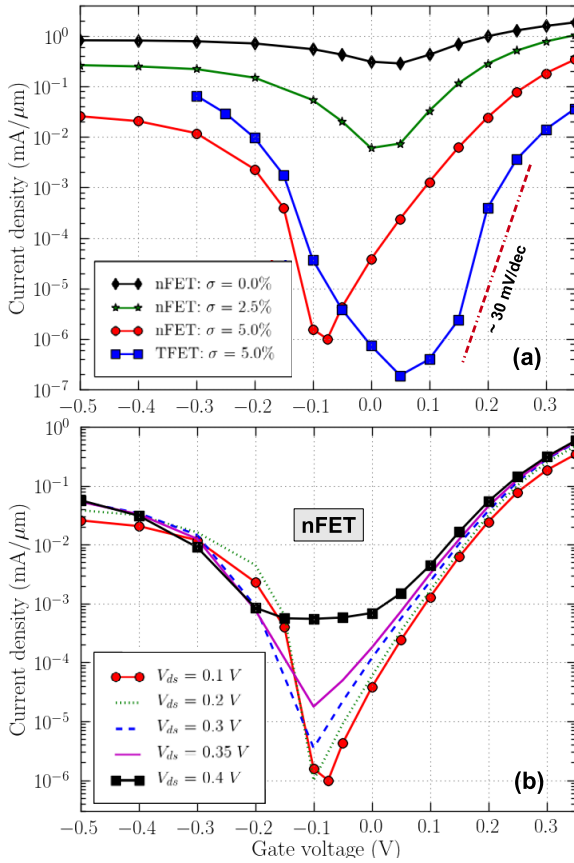 10^0
10^-1
10^-2
10^-3
10^-4
10^-5
10^-6
10^-7
Current density (mA/μm)
nFET: σ = 0.0%
nFET: σ = 2.5%
nFET: σ = 5.0%
TFET: σ = 5.0%
~ 30 mV/dec
(a)
−0.5 −0.4 −0.3 −0.2 −0.1 0.0 0.1 0.2 0.3
10^0
10^-1
10^-2
10^-3
10^-4
10^-5
10^-6
Current density (mA/μm)
nFET
V_ds = 0.1 V
V_ds = 0.2 V
V_ds = 0.3 V
V_ds = 0.35 V
V_ds = 0.4 V
(b)
−0.5 −0.4 −0.3 −0.2 −0.1 0.0 0.1 0.2 0.3
Gate voltage (V)